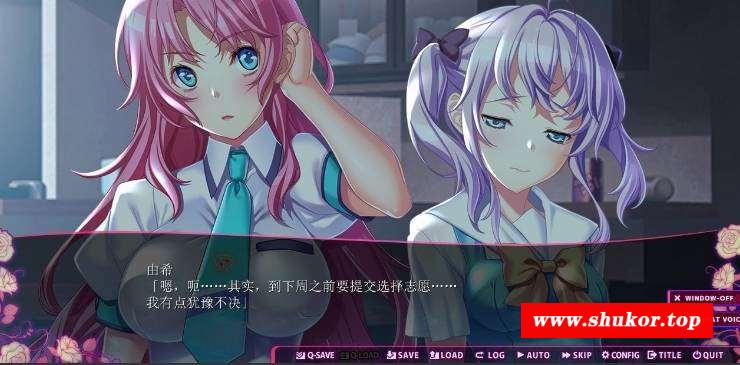 由希
「嗯，呃……其实，到下周之前要提交选择志愿……
我有点犹豫不决」
WINDOW-OFF
AT VOIC
www.shukor.top
Q-SAVE Q-LOAD SAVE LOAD LOG AUTO SKIP CONFIG TITLE QUIT